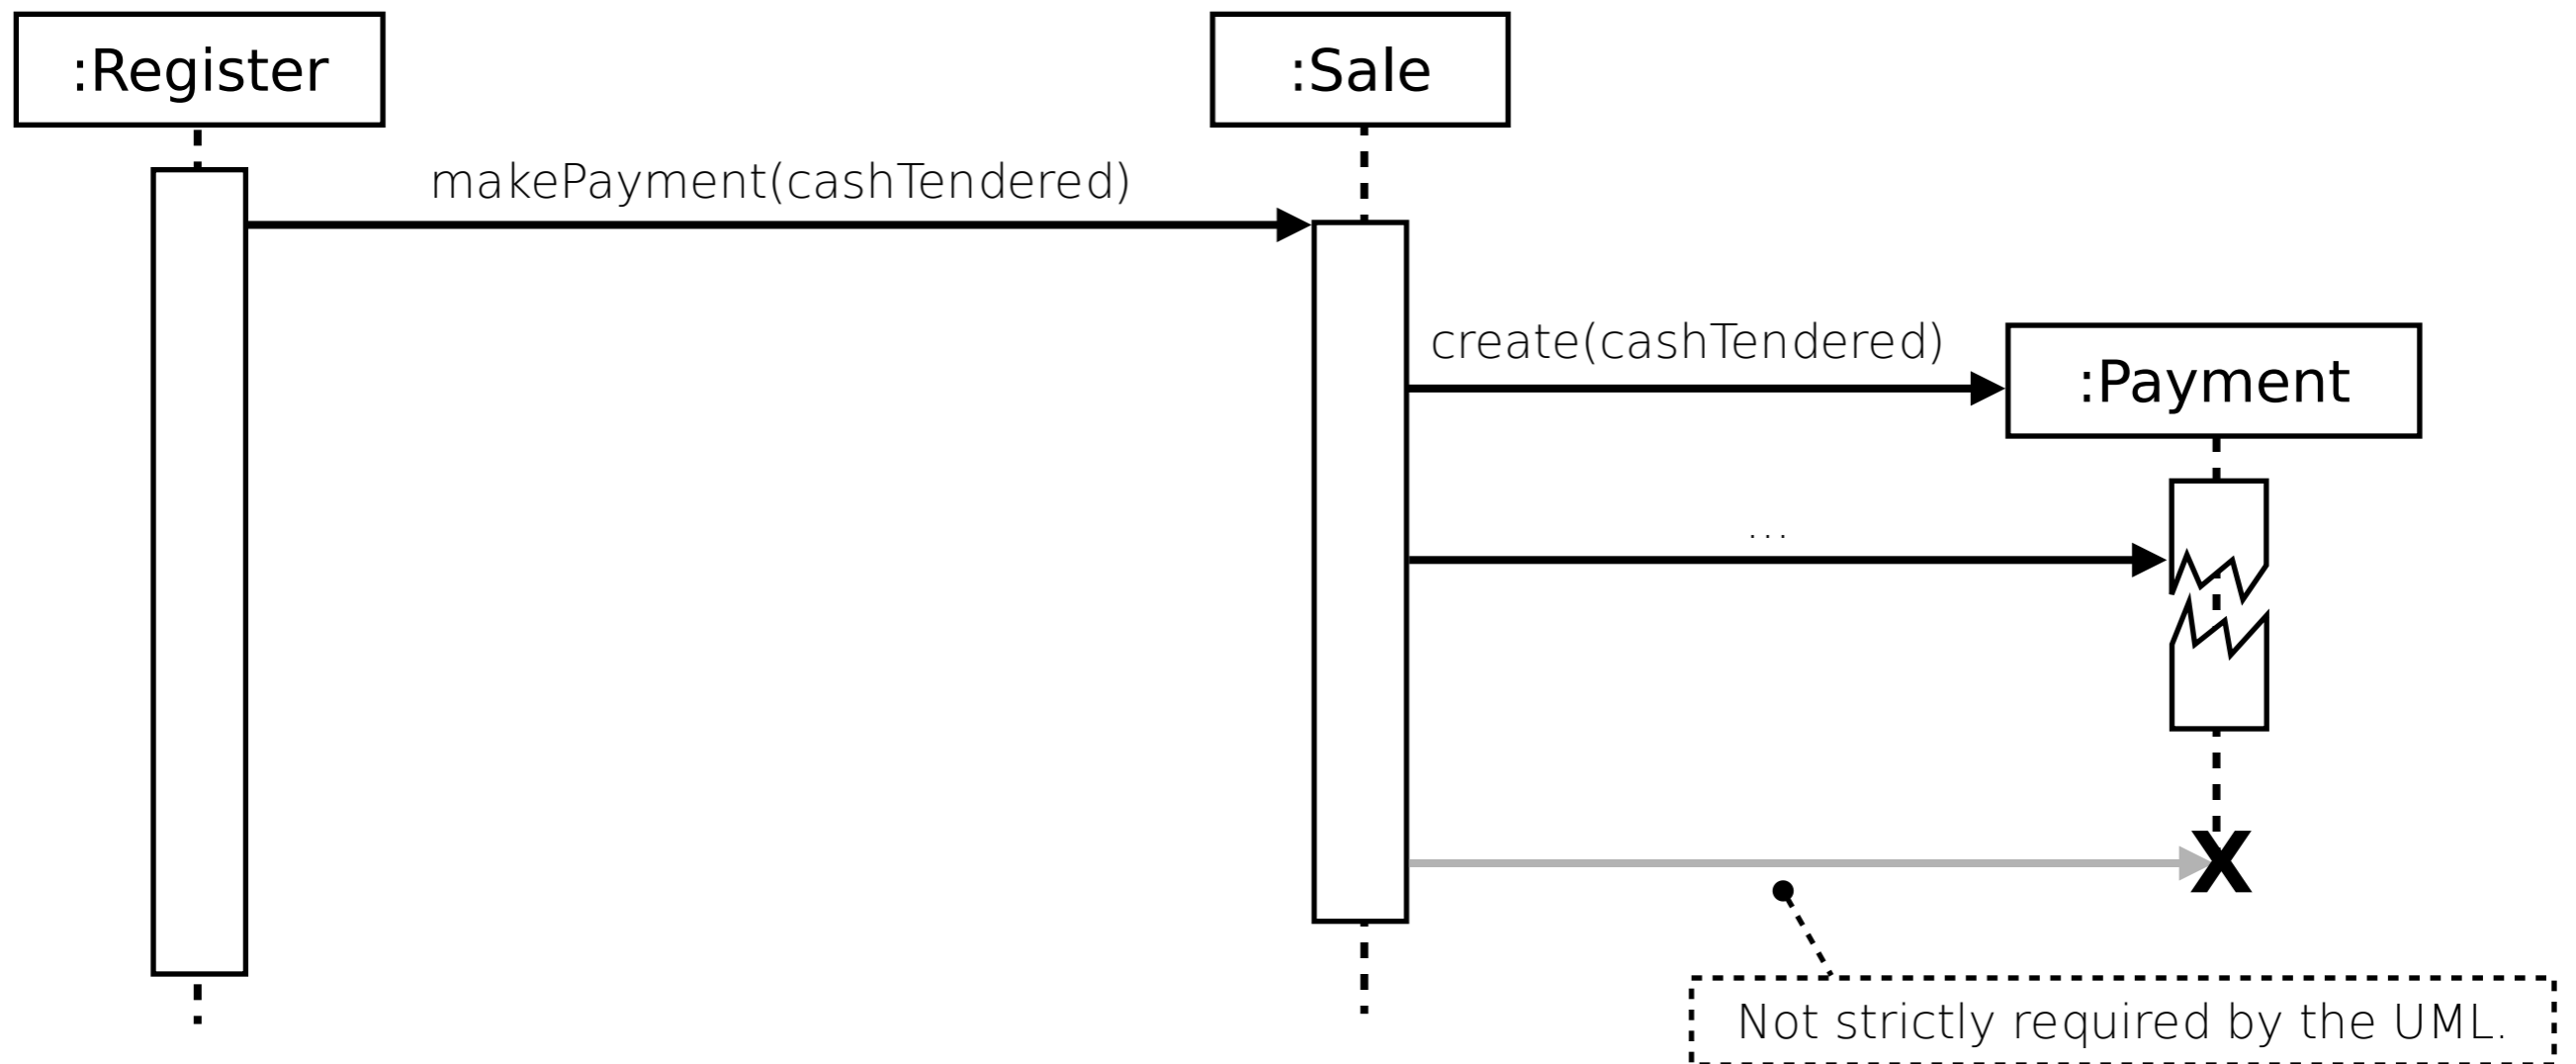 :Register
:Sale
makePayment(cashTendered)
create(cashTendered)
:Payment
...
X
Not strictly required by the UML.